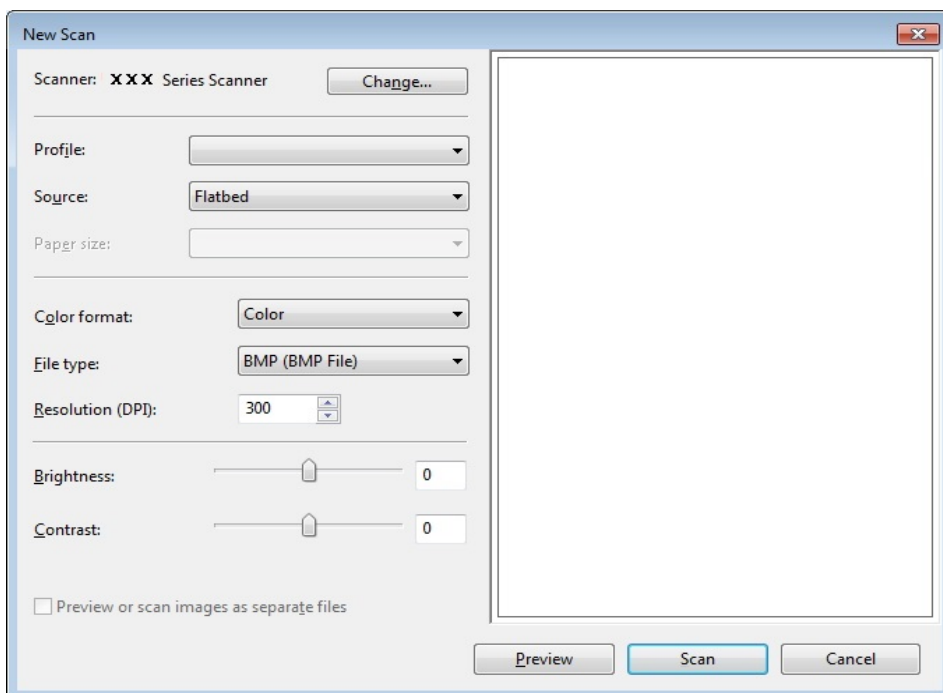 New Scan
Scanner: XXX Series Scanner Change...
Profile:
Source: Flatbed
Paper size:
Color format: Color
File type: BMP (BMP File)
Resolution (DPI): 300
Brightness: 0
Contrast: 0
Preview or scan images as separate files
Preview Scan Cancel